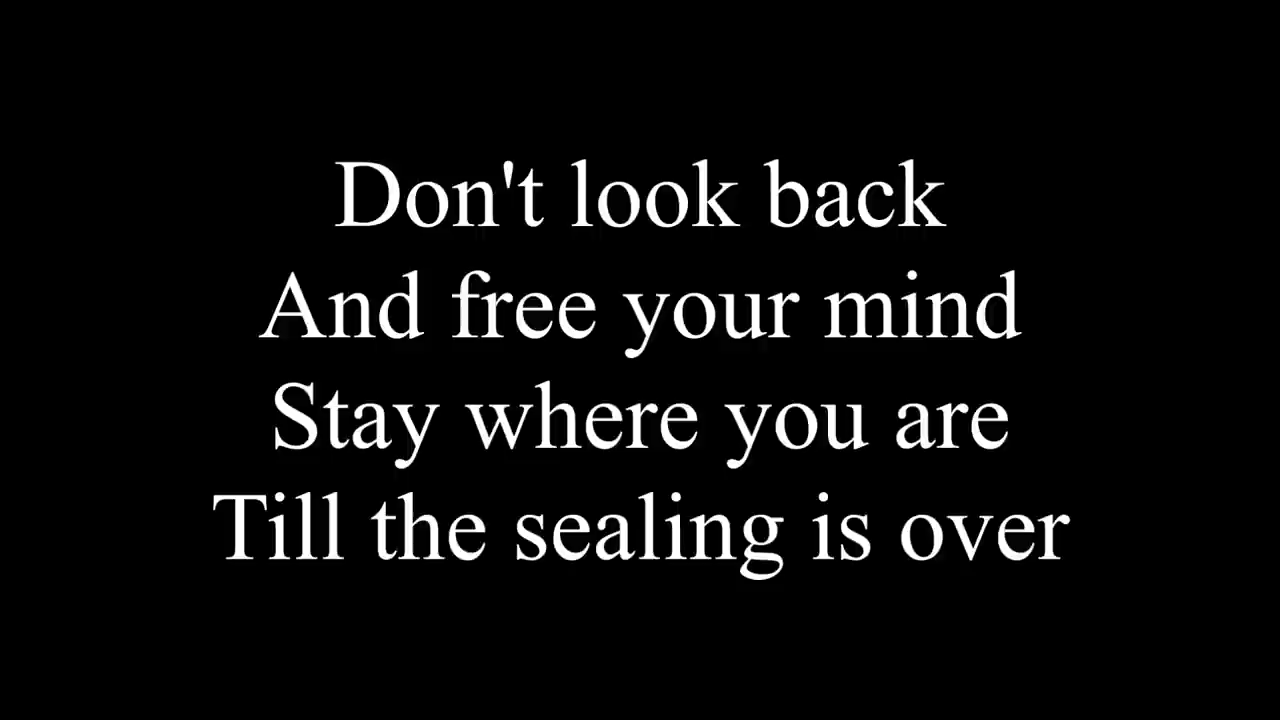 Don't look back
And free your mind
Stay where you are
Till the sealing is over